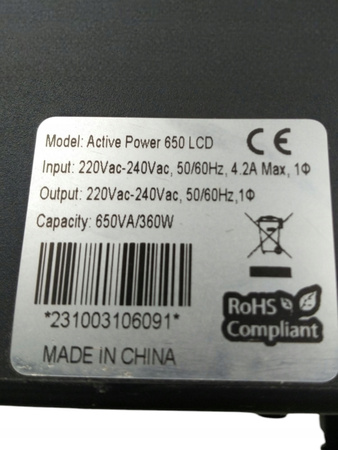 Model: Active Power 650 LCD
CE
Input: 220Vac-240Vac, 50/60Hz, 4.2A Max, 1Φ
Output: 220Vac-240Vac, 50/60Hz,1Φ
Capacity: 650VA/360W
*231003106091*
RoHS
Compliant
MADE IN CHINA